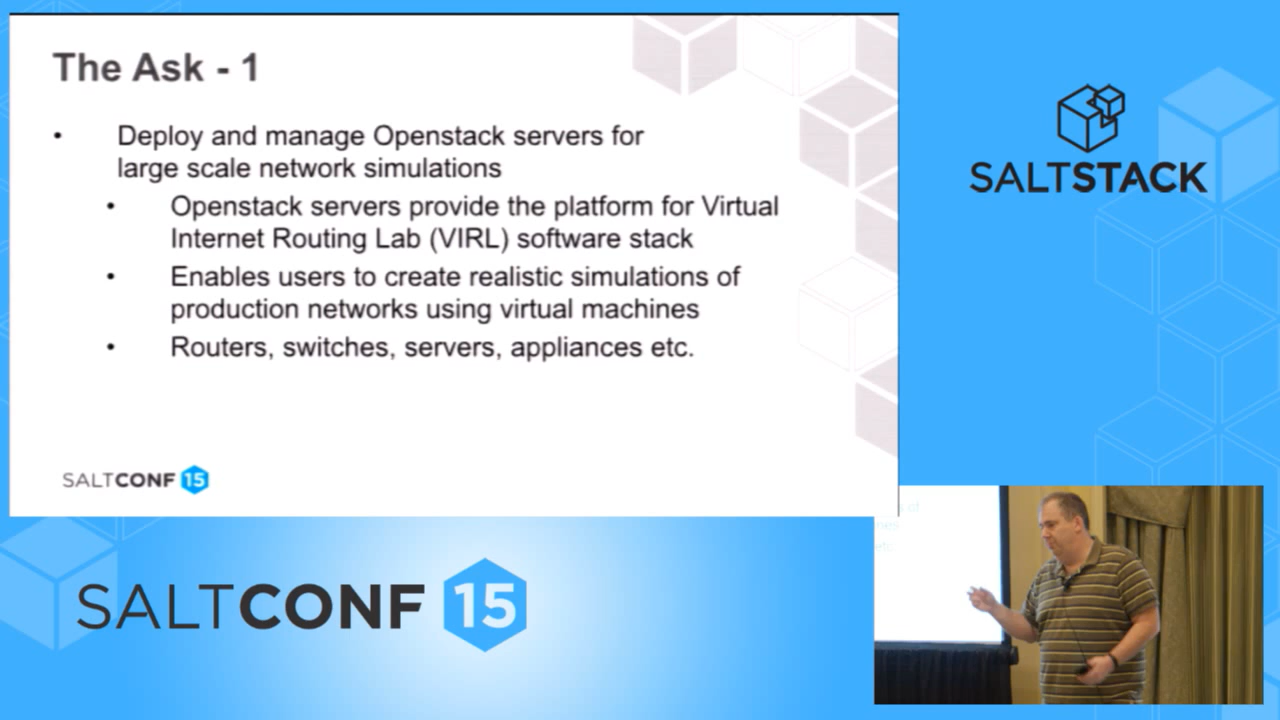 The Ask - 1
• Deploy and manage Openstack servers for
large scale network simulations
• Openstack servers provide the platform for Virtual
Internet Routing Lab (VIRL) software stack
• Enables users to create realistic simulations of
production networks using virtual machines
• Routers, switches, servers, appliances etc.
SALTCONF 15
SALTSTACK
SALTCONF 15
of
etc